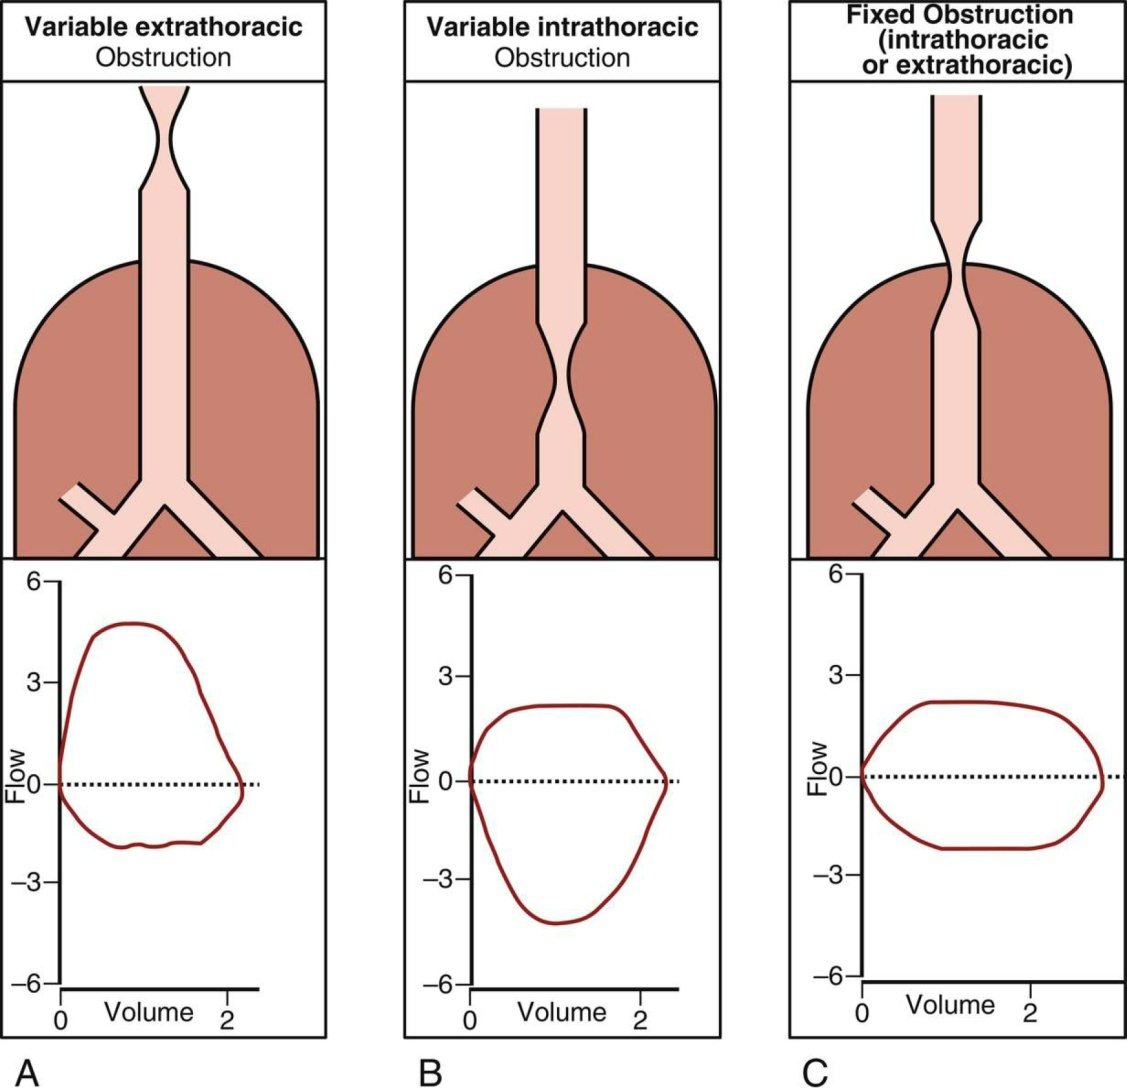 Variable extrathoracic
Obstruction
Variable intrathoracic
Obstruction
Fixed Obstruction
(intrathoracic
or extrathoracic)
6
3
0
–3
–6
Flow
0
Volume
2
6
3
0
–3
–6
Flow
0
Volume
2
6
3
0
–3
–6
Flow
0
Volume
2
A
B
C